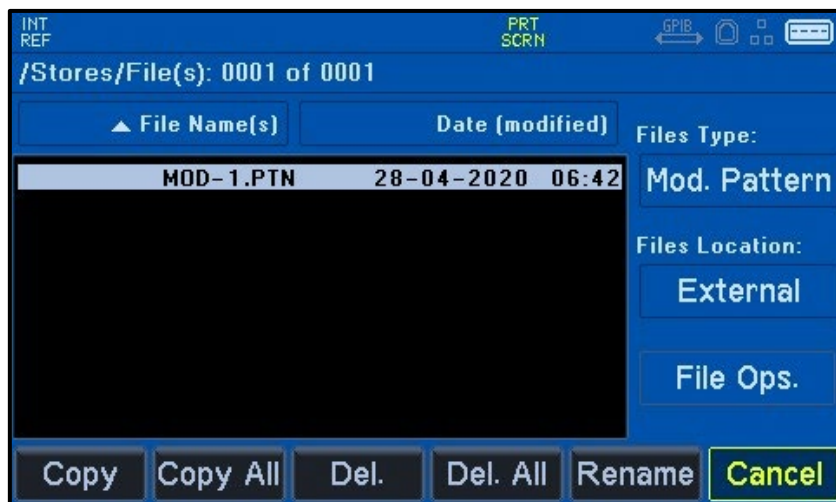 INT
REF
PRT
SCRN
GPIB
/Stores/File(s): 0001 of 0001
▲ File Name(s) Date (modified)
Files Type:
MOD-1.PTN 28-04-2020 06:42
Mod. Pattern
Files Location:
External
File Ops.
Copy Copy All Del. Del. All Rename Cancel